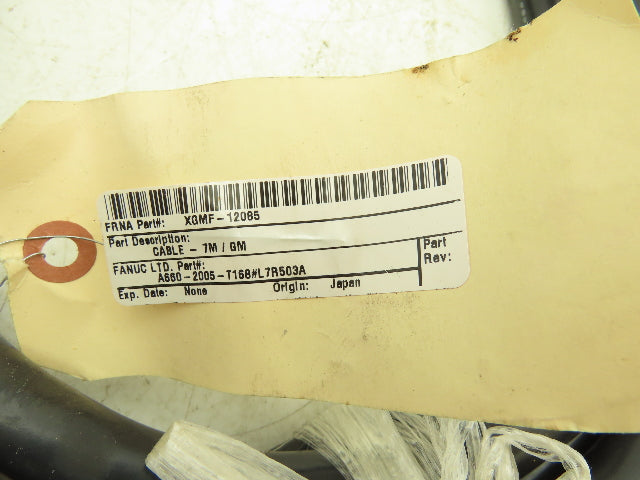 FRNA Part#: XGMF-12065
Part Description:
CABLE - 7M / GM
FANUC LTD. Part#:
A660-2005-T168#L7R503A
Part Rev:
Exp. Date: None Origin: Japan